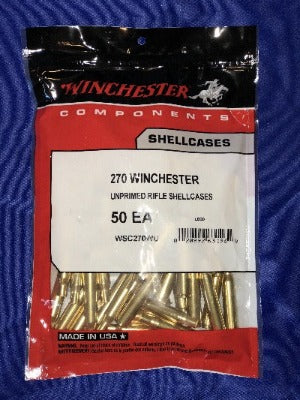 WINCHESTER
COMPONENTS
SHELLCASES
270 WINCHESTER
UNPRIMED RIFLE SHELLCASES
50 EA
WSC270WU
MADE IN USA